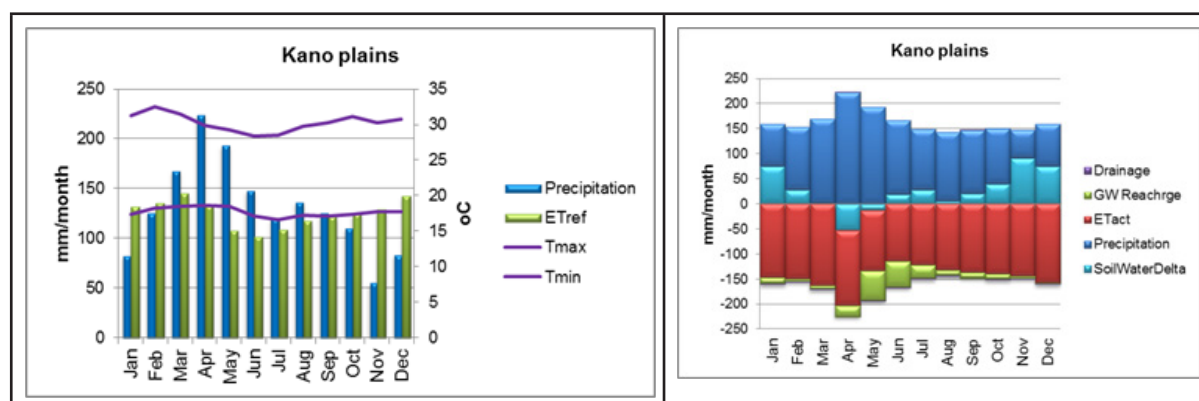 Kano plains
250
200
150
100
50
0
mm/month
35
30
25
20
15
10
5
0
oC
Jan Feb Mar Apr May Jun Jul Aug Sep Oct Nov Dec
Precipitation
ETref
Tmax
Tmin
Kano plains
250
200
150
100
50
0
-50
-100
-150
-200
-250
mm/month
Jan Feb Mar Apr May Jun Jul Aug Sep Oct Nov Dec
Drainage
GW Reachrge
ETact
Precipitation
SoilWaterDelta